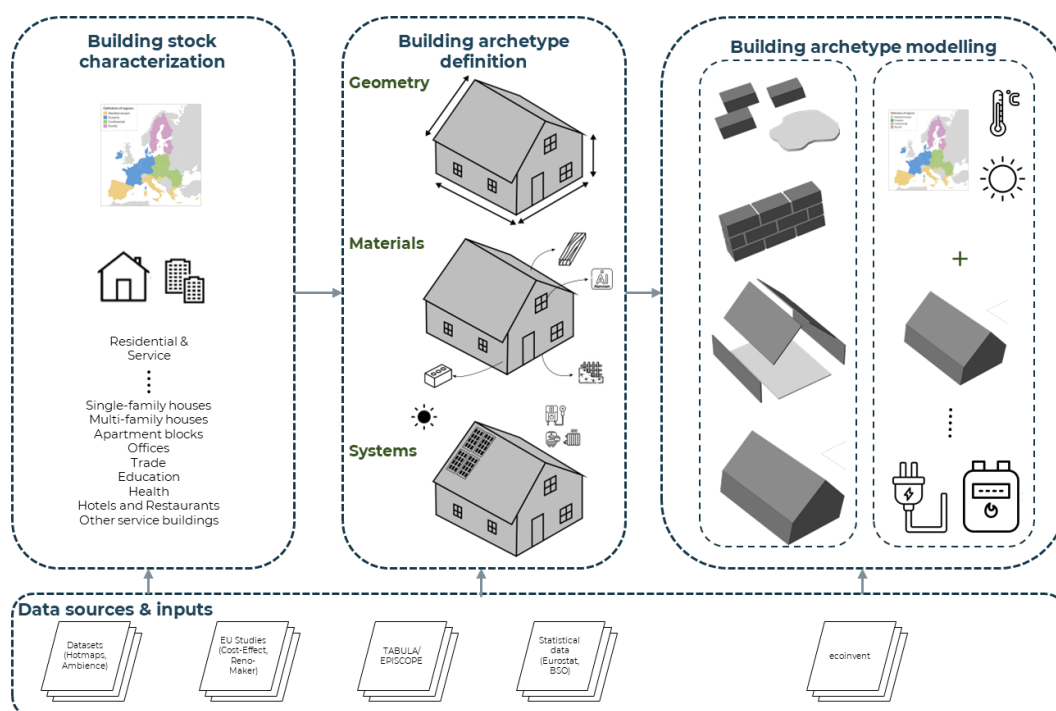 Building stock
characterization
Residential &
Service
Single-family houses
Multi-family houses
Apartment blocks
Offices
Trade
Education
Health
Hotels and Restaurants
Other service buildings
Building archetype
definition
Geometry
Materials
Al
Systems
Building archetype modelling
°C
+
Data sources & inputs
Datasets
(Hotmaps,
Ambience)
EU Studies
(Cost-Effect,
Reno-
Maker)
TABULA/
EPISCOPE
Statistical
data
(Eurostat,
BSO)
ecoinvent